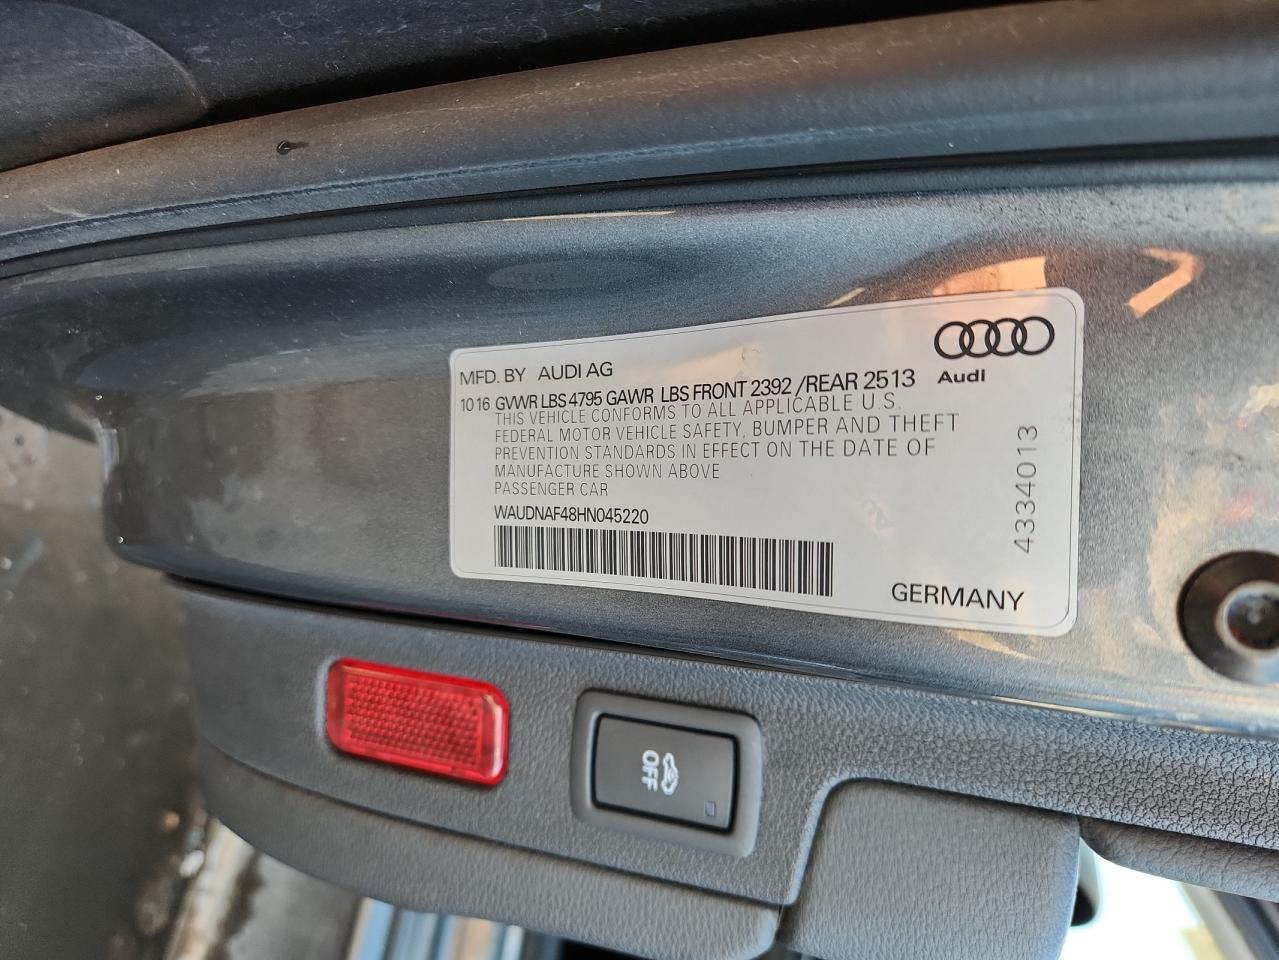 MFD. BY AUDI AG
Audi
10 16 GVWR LBS 4795 GAWR LBS FRONT 2392 /REAR 2513
THIS VEHICLE CONFORMS TO ALL APPLICABLE U.S.
FEDERAL MOTOR VEHICLE SAFETY, BUMPER AND THEFT
PREVENTION STANDARDS IN EFFECT ON THE DATE OF
MANUFACTURE SHOWN ABOVE
PASSENGER CAR
WAUDNAF48HN045220
4334013
GERMANY
OFF